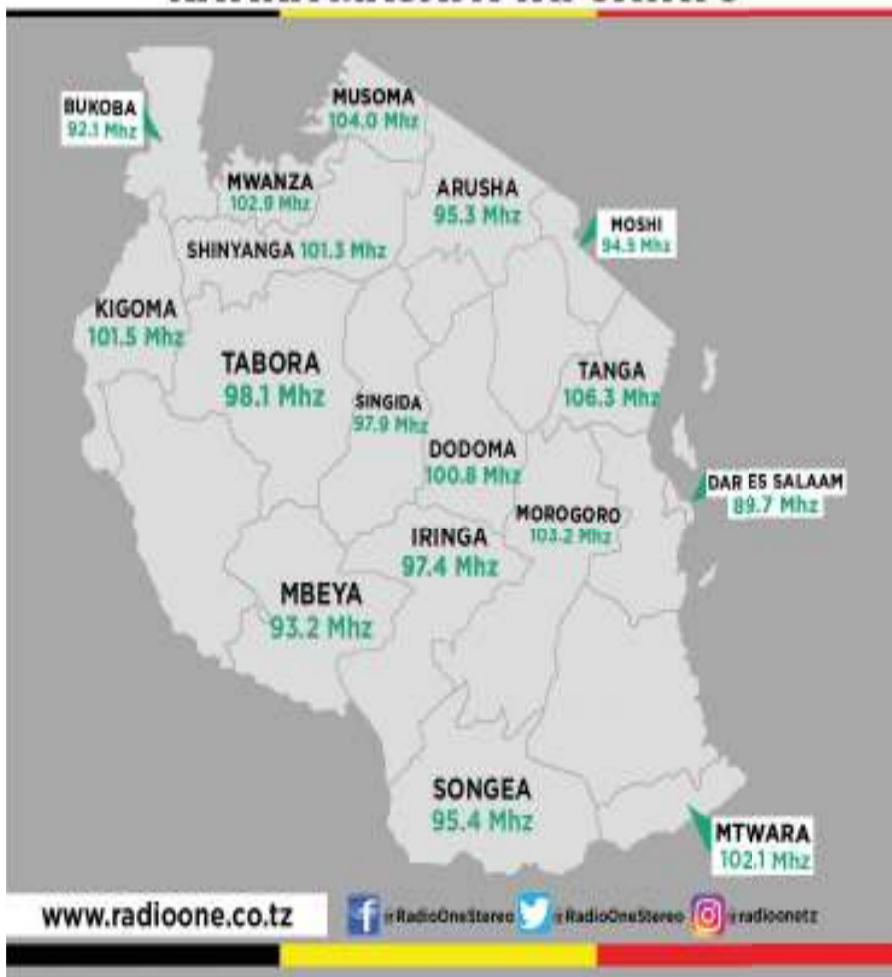 BUKOBA
92.1 Mhz
MUSOMA
104.0 Mhz
MWANZA
102.9 Mhz
ARUSHA
95.3 Mhz
MOSHI
94.5 Mhz
SHINYANGA 101.3 Mhz
KIGOMA
101.5 Mhz
TABORA
98.1 Mhz
SINGIDA
97.9 Mhz
TANGA
106.3 Mhz
DODOMA
100.8 Mhz
DAR ES SALAAM
89.7 Mhz
MOROGORO
103.2 Mhz
IRINGA
97.4 Mhz
MBEYA
93.2 Mhz
SONGEA
95.4 Mhz
MTWARA
102.1 Mhz
www.radioone.co.tz
@RadioOneStereo
@RadioOneStereo
@radioonetz